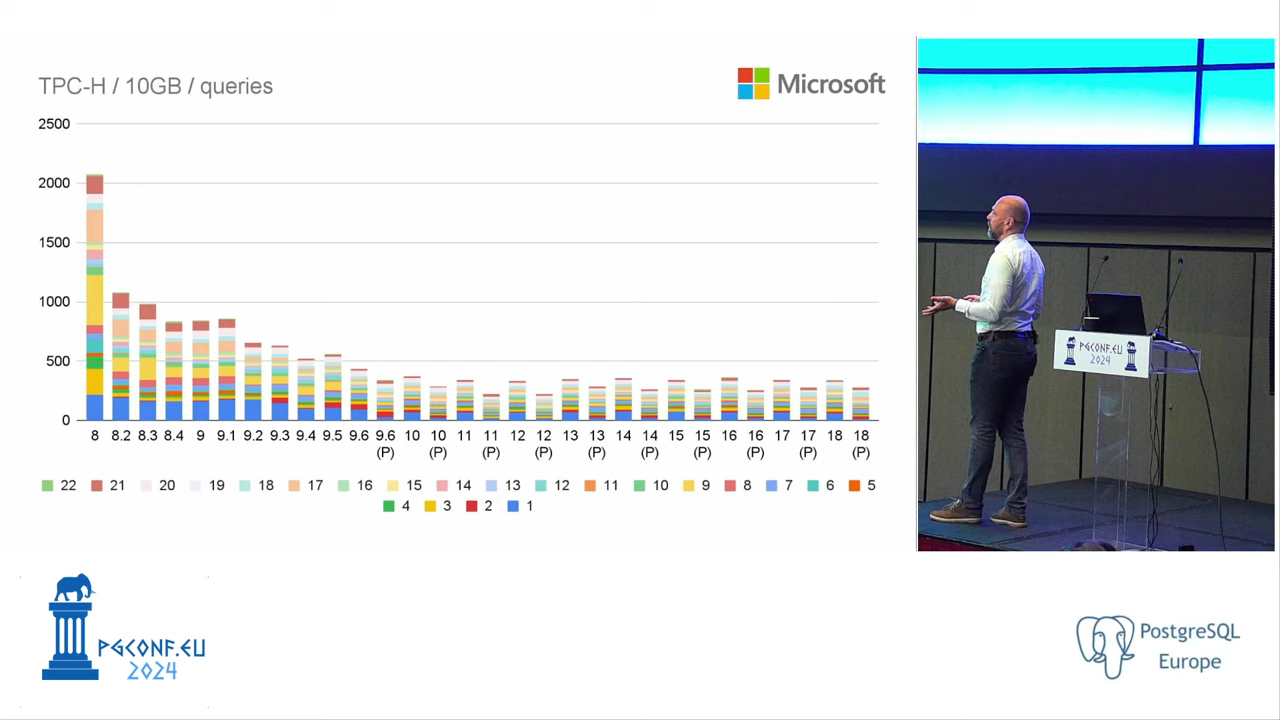 TPC-H / 10GB / queries
Microsoft
2500
2000
1500
1000
500
0
8 8.2 8.3 8.4 9 9.1 9.2 9.3 9.4 9.5 9.6 9.6 (P) 10 10 (P) 11 11 (P) 12 12 (P) 13 13 (P) 14 14 (P) 15 15 (P) 16 16 (P) 17 17 (P) 18 18 (P)
22 21 20 19 18 17 16 15 14 13 12 11 10 9 8 7 6 5
4 3 2 1
PGCONF.EU
2024
PGCONF.EU
2024
PostgreSQL
Europe